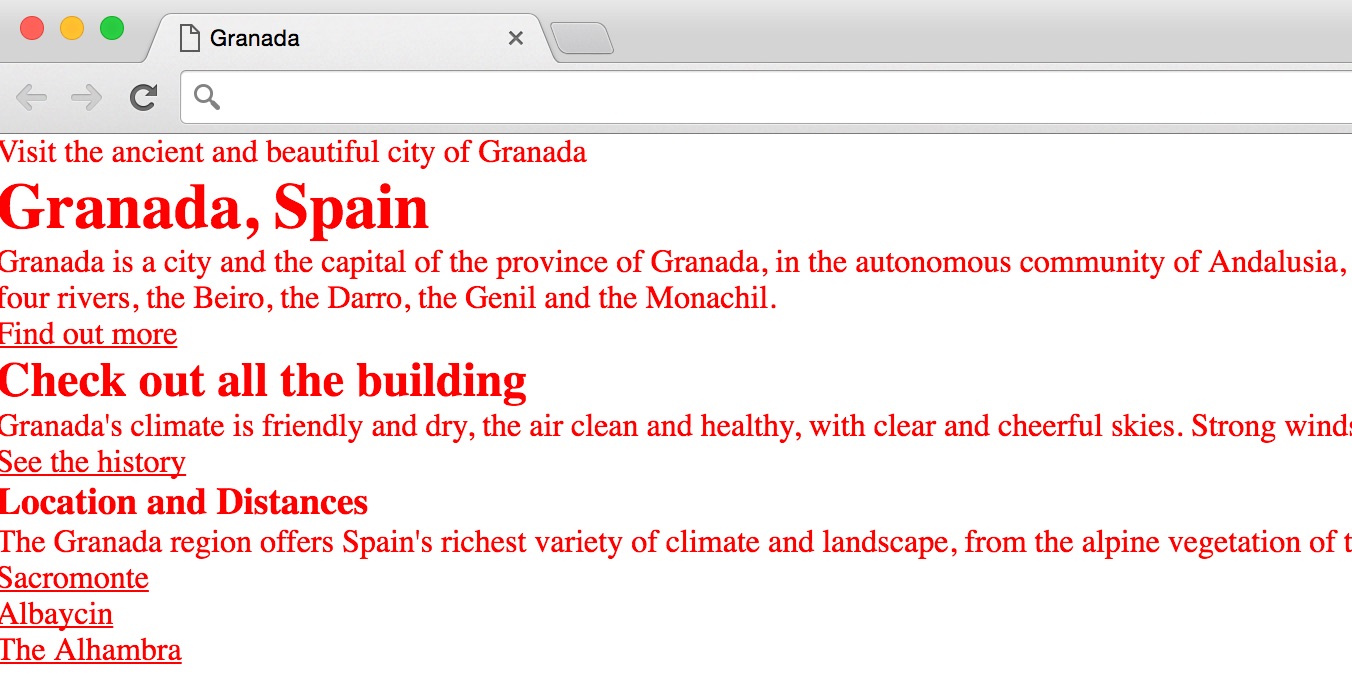 Granada
Visit the ancient and beautiful city of Granada
Granada, Spain
Granada is a city and the capital of the province of Granada, in the autonomous community of Andalusia,
four rivers, the Beiro, the Darro, the Genil and the Monachil.
Find out more
Check out all the building
Granada's climate is friendly and dry, the air clean and healthy, with clear and cheerful skies. Strong winds
See the history
Location and Distances
The Granada region offers Spain's richest variety of climate and landscape, from the alpine vegetation of
Sacromonte
Albaycin
The Alhambra